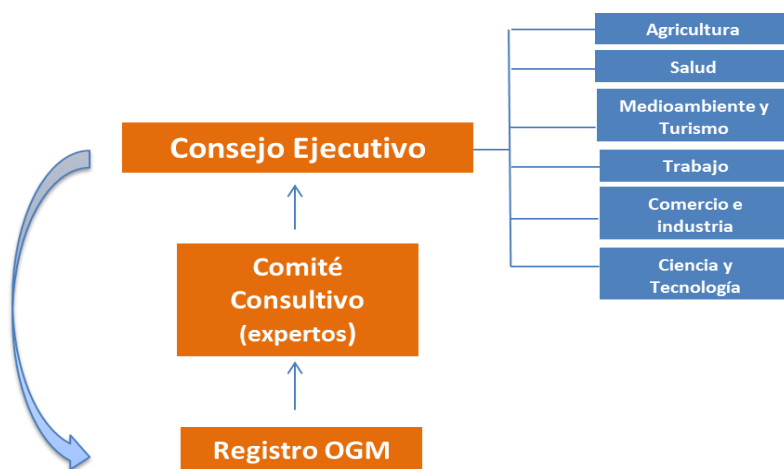 Agricultura
Salud
Medioambiente y
Turismo
Consejo Ejecutivo
Trabajo
Comercio e
industria
Comité
Consultivo
(expertos)
Ciencia y
Tecnología
Registro OGM